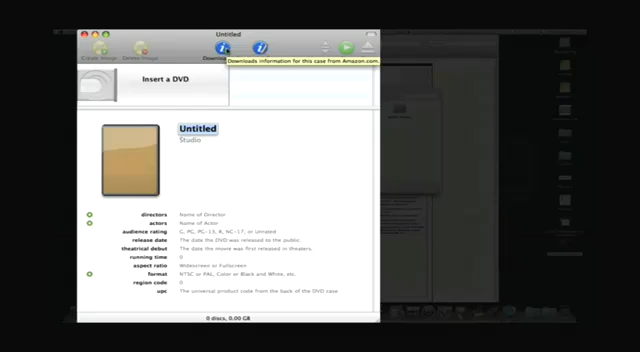 Untitled
Create Image
Delete Image
Downloads information for this case from Amazon.com.
Insert a DVD
Untitled
Studio
directors Name of Director
actors Name of Actor
audience rating G, PG, PG-13, R, NC-17, or Unrated
release date The date the DVD was released to the public.
theatrical debut The date the movie was first released in theaters.
running time 0
aspect ratio Widescreen or Fullscreen
format NTSC or PAL, Color or Black and White, etc.
region code 0
upc The universal product code from the back of the DVD case
0 discs, 0.00 GB